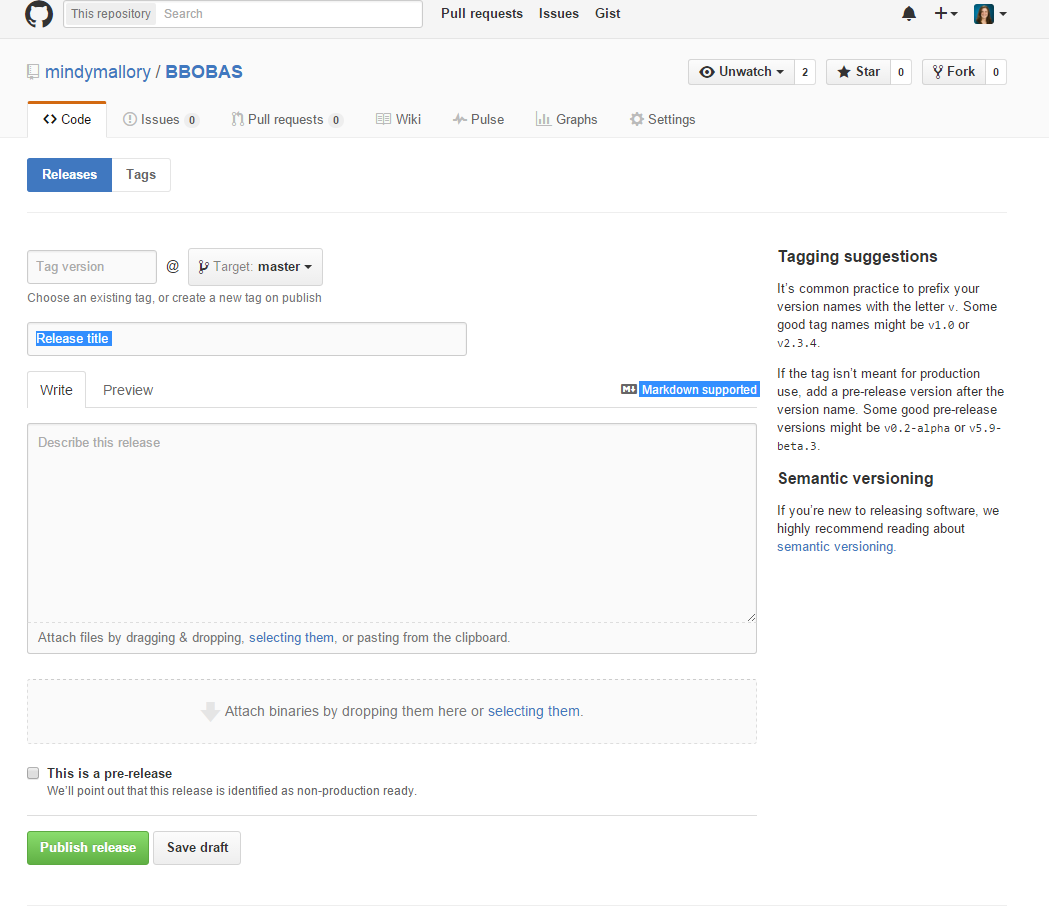 This repository Search Pull requests Issues Gist
mindymallory / BBOBAS Unwatch 2 Star 0 Fork 0
Code Issues 0 Pull requests 0 Wiki Pulse Graphs Settings
Releases Tags
Tag version @ Target: master
Choose an existing tag, or create a new tag on publish
Release title
Write Preview Markdown supported
Describe this release
Attach files by dragging & dropping, selecting them, or pasting from the clipboard.
Attach binaries by dropping them here or selecting them.
This is a pre-release
We'll point out that this release is identified as non-production ready.
Publish release Save draft
Tagging suggestions
It's common practice to prefix your
version names with the letter v. Some
good tag names might be v1.0 or
v2.3.4.
If the tag isn't meant for production
use, add a pre-release version after the
version name. Some good pre-release
versions might be v0.2-alpha or v5.9-
beta.3.
Semantic versioning
If you're new to releasing software, we
highly recommend reading about
semantic versioning.